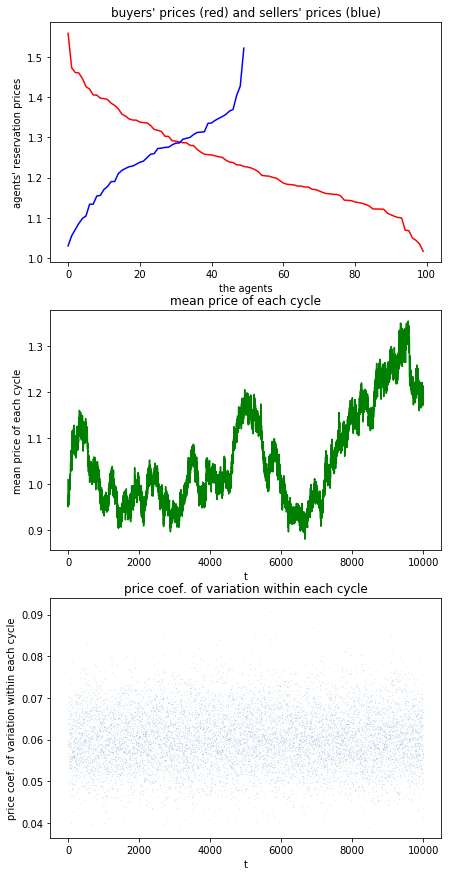 buyers' prices (red) and sellers' prices (blue)
agents' reservation prices
1.5
1.4
1.3
1.2
1.1
1.0
0 20 40 60 80 100
the agents
mean price of each cycle
mean price of each cycle
1.3
1.2
1.1
1.0
0.9
0 2000 4000 6000 8000 10000
t
price coef. of variation within each cycle
price coef. of variation within each cycle
0.09
0.08
0.07
0.06
0.05
0.04
0 2000 4000 6000 8000 10000
t